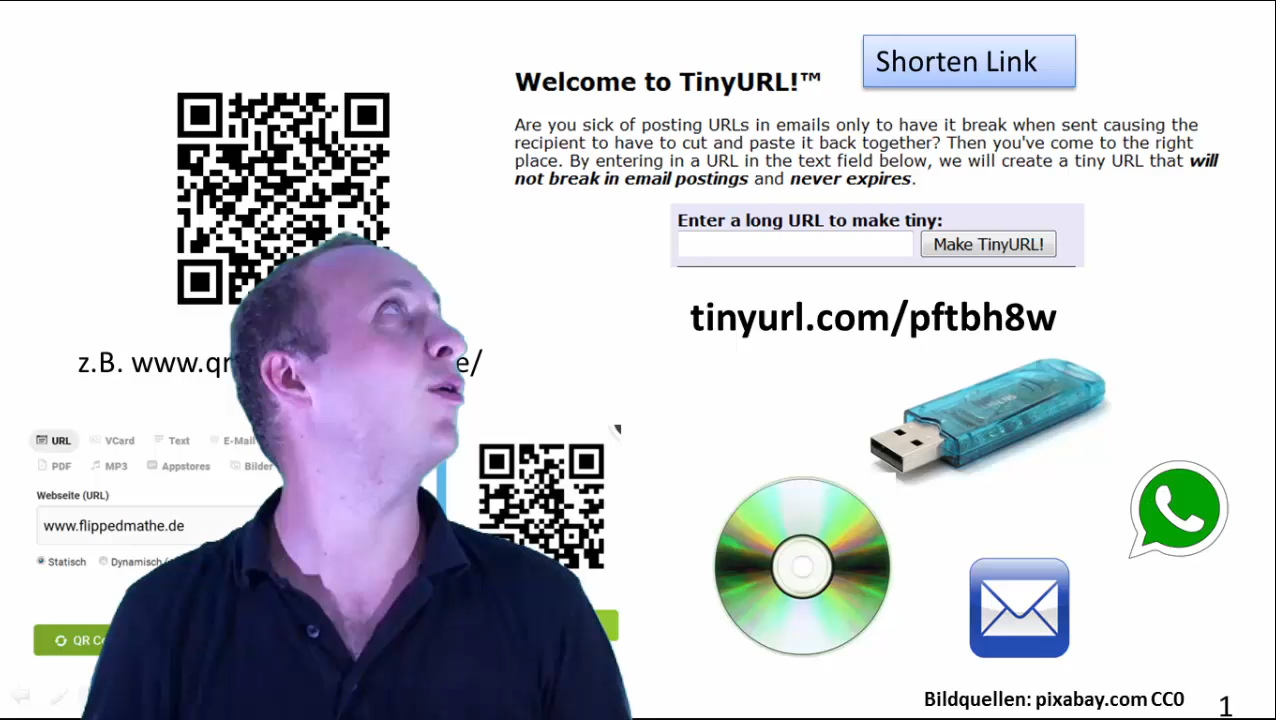 Shorten Link
Welcome to TinyURL!™
Are you sick of posting URLs in emails only to have it break when sent causing the
recipient to have to cut and paste it back together? Then you've come to the right
place. By entering in a URL in the text field below, we will create a tiny URL that will
not break in email postings and never expires.
Enter a long URL to make tiny:
Make TinyURL!
tinyurl.com/pftbh8w
z.B.
URL VCard Text E-Mail
PDF MP3 Appstores Bilder
Webseite (URL)
www.flippedmathe.de
Statisch Dynamisch
QR
Bildquellen: pixabay.com CC0
1